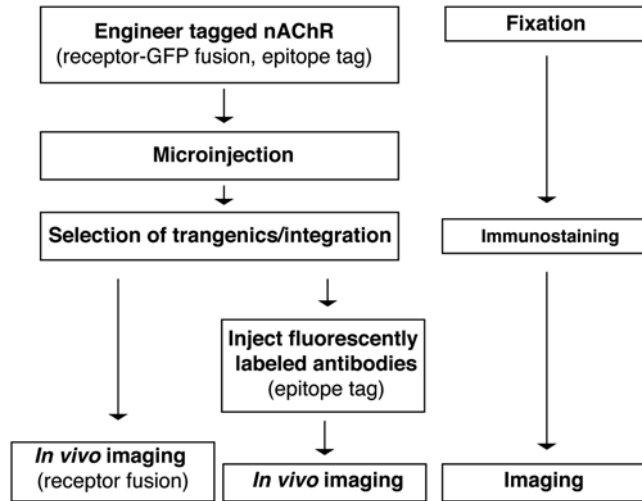 Engineer tagged nAChR
(receptor-GFP fusion, epitope tag)
Fixation
Microinjection
Selection of trangenics/integration
Immunostaining
Inject fluorescently
labeled antibodies
(epitope tag)
In vivo imaging
(receptor fusion)
In vivo imaging
Imaging